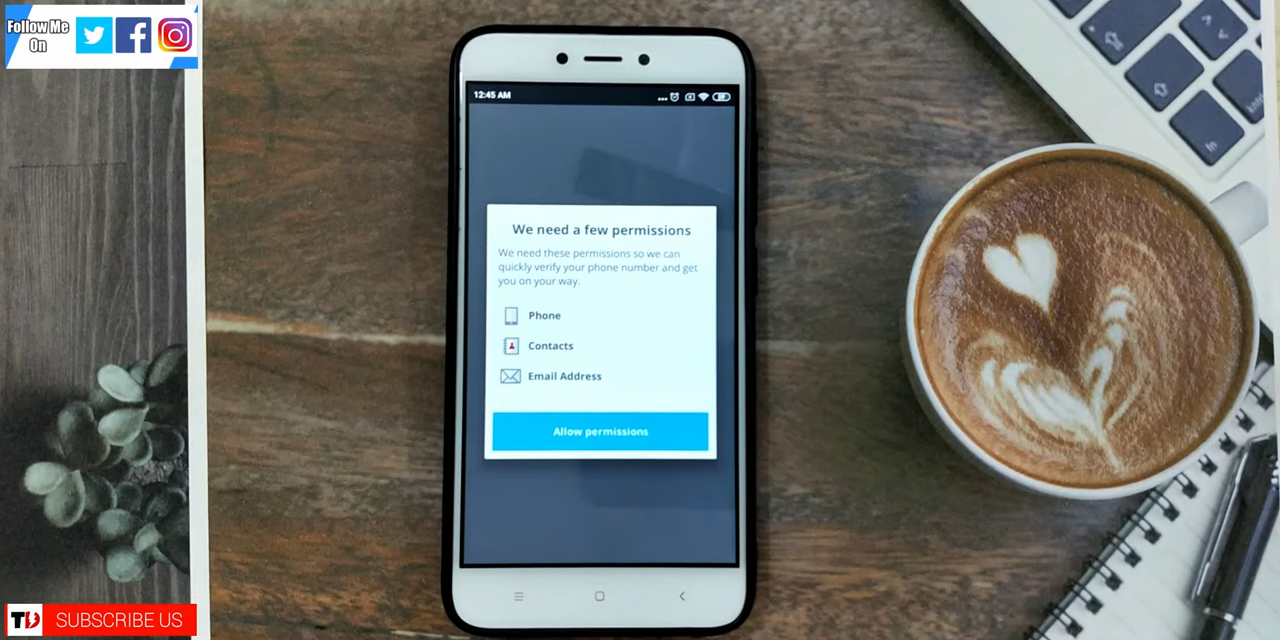 Follow Me
On
12:45 AM
We need a few permissions
We need these permissions so we can
quickly verify your phone number and get
you on your way.
Phone
Contacts
Email Address
Allow permissions
SUBSCRIBE US
fn